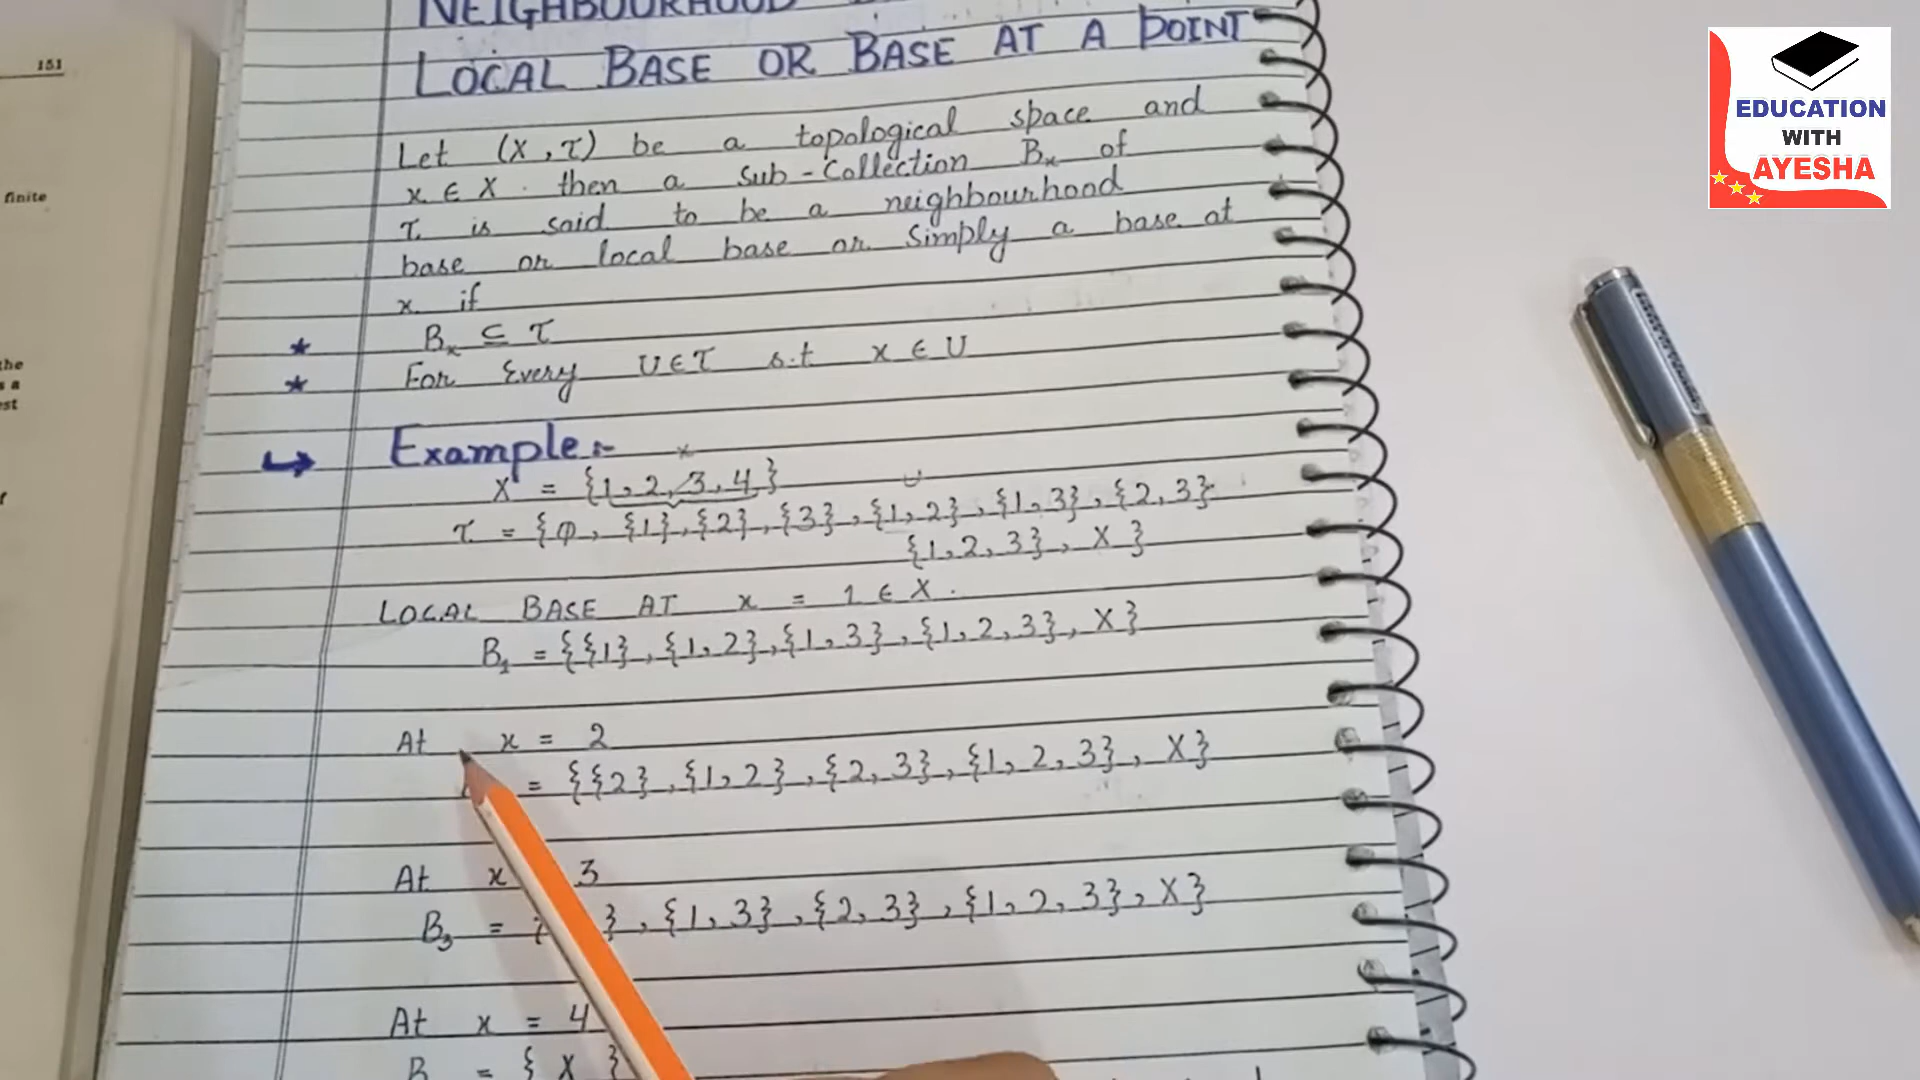 151
finite
the
s a
est
NEIGHBOURHOOD
LOCAL BASE OR BASE AT A POINT
Let (X, τ) be a topological space and
x ∈ X. then a Sub-Collection Bₓ of
τ is said to be a neighbourhood
base or local base or Simply a base at
x if
* Bₓ ⊆ τ
* For Every U∈τ s.t x ∈ U
↪ Example:-
x
X = {1, 2, 3, 4}
U
τ = {φ, {1}, {2}, {3}, {1, 2}, {1, 3}, {2, 3}
{1, 2, 3}, X}
LOCAL BASE AT x = 1 ∈ X.
B₁ = {{1}, {1, 2}, {1, 3}, {1, 2, 3}, X}
At x = 2
= {{2}, {1, 2}, {2, 3}, {1, 2, 3}, X}
At x 3
B₃ = { }, {1, 3}, {2, 3}, {1, 2, 3}, X}
At x = 4
B = { X }
EDUCATION
WITH
AYESHA